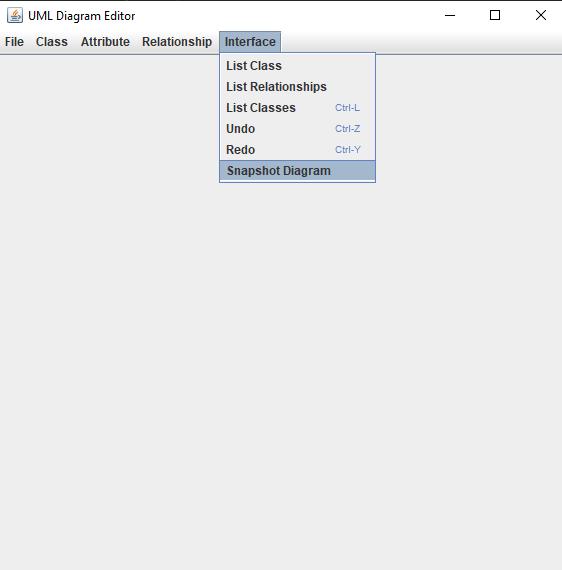 UML Diagram Editor
File Class Attribute Relationship Interface
List Class
List Relationships
List Classes Ctrl-L
Undo Ctrl-Z
Redo Ctrl-Y
Snapshot Diagram